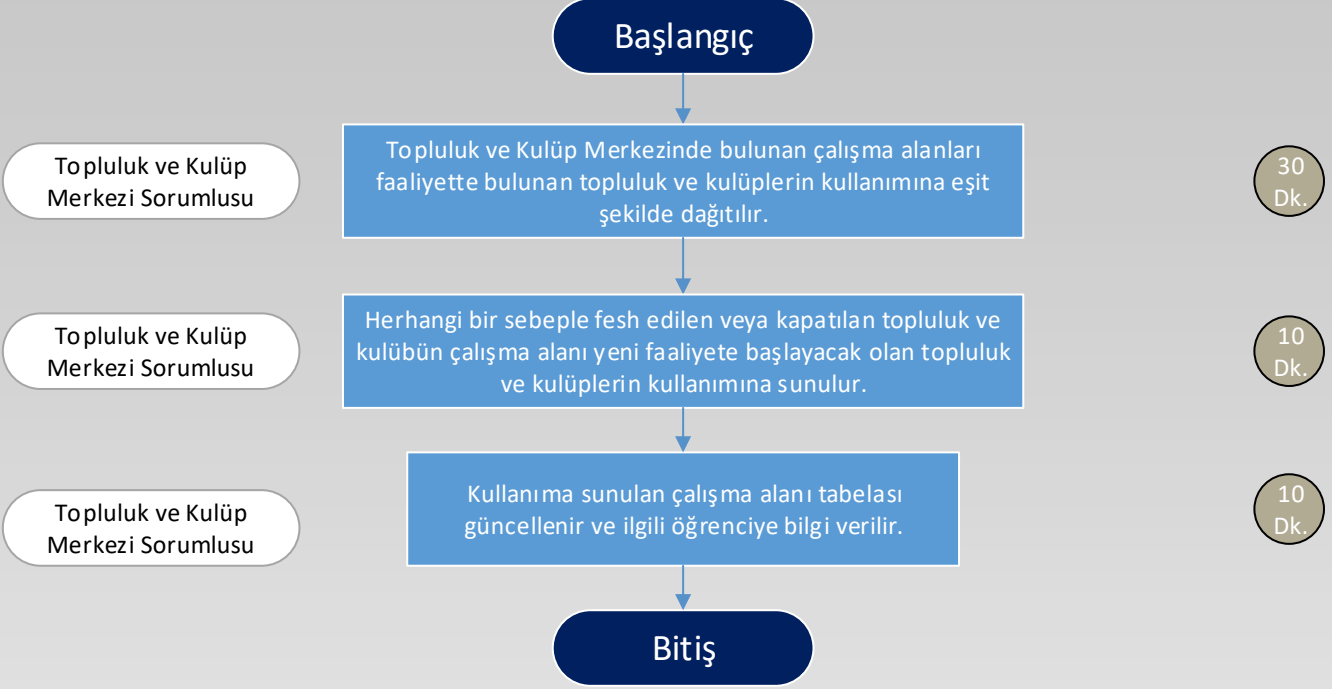 Başlangıç
Topluluk ve Kulüp
Merkezi Sorumlusu
Topluluk ve Kulüp Merkezinde bulunan çalışma alanları
faaliyette bulunan topluluk ve kulüplerin kullanımına eşit
şekilde dağıtılır.
30
Dk.
Topluluk ve Kulüp
Merkezi Sorumlusu
Herhangi bir sebeple fesh edilen veya kapatılan topluluk ve
kulübün çalışma alanı yeni faaliyete başlayacak olan topluluk
ve kulüplerin kullanımına sunulur.
10
Dk.
Topluluk ve Kulüp
Merkezi Sorumlusu
Kullanıma sunulan çalışma alanı tabelası
güncellenir ve ilgili öğrenciye bilgi verilir.
10
Dk.
Bitiş